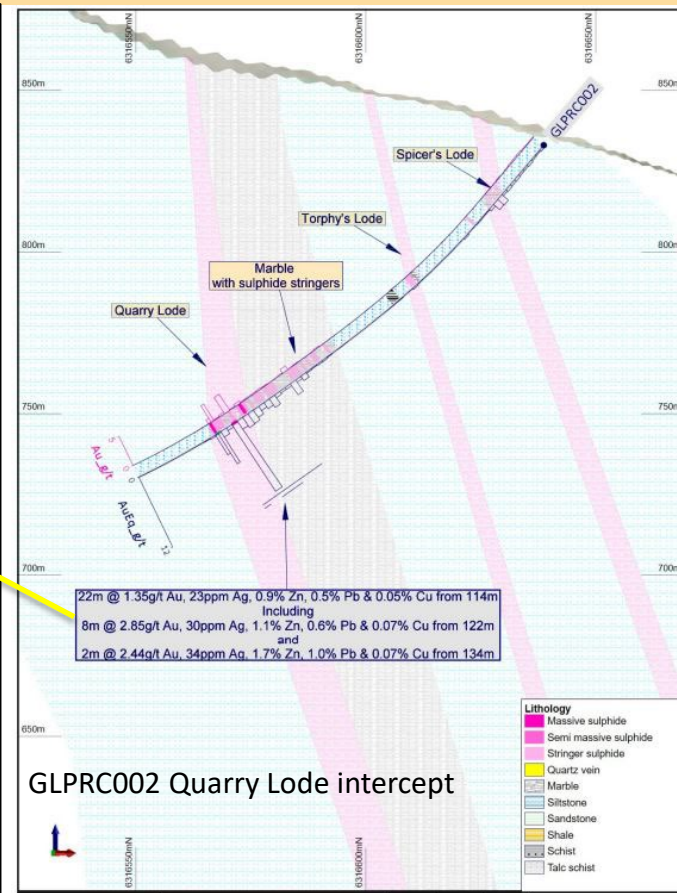 6316550mN
6316600mN
6316650mN
850m
850m
GLPRC002
Spicer's Lode
Torphy's Lode
800m
800m
Marble
with sulphide stringers
Quarry Lode
750m
750m
5
0
Au_g/t
0
AuEq_g/t
12
700m
700m
22m @ 1.35g/t Au, 23ppm Ag, 0.9% Zn, 0.5% Pb & 0.05% Cu from 114m
Including
8m @ 2.85g/t Au, 30ppm Ag, 1.1% Zn, 0.6% Pb & 0.07% Cu from 122m
and
2m @ 2.44g/t Au, 34ppm Ag, 1.7% Zn, 1.0% Pb & 0.07% Cu from 134m
650m
Lithology
Massive sulphide
Semi massive sulphide
Stringer sulphide
Quartz vein
Marble
Siltstone
Sandstone
Shale
Schist
Talc schist
GLPRC002 Quarry Lode intercept
6316550mN
6316600mN